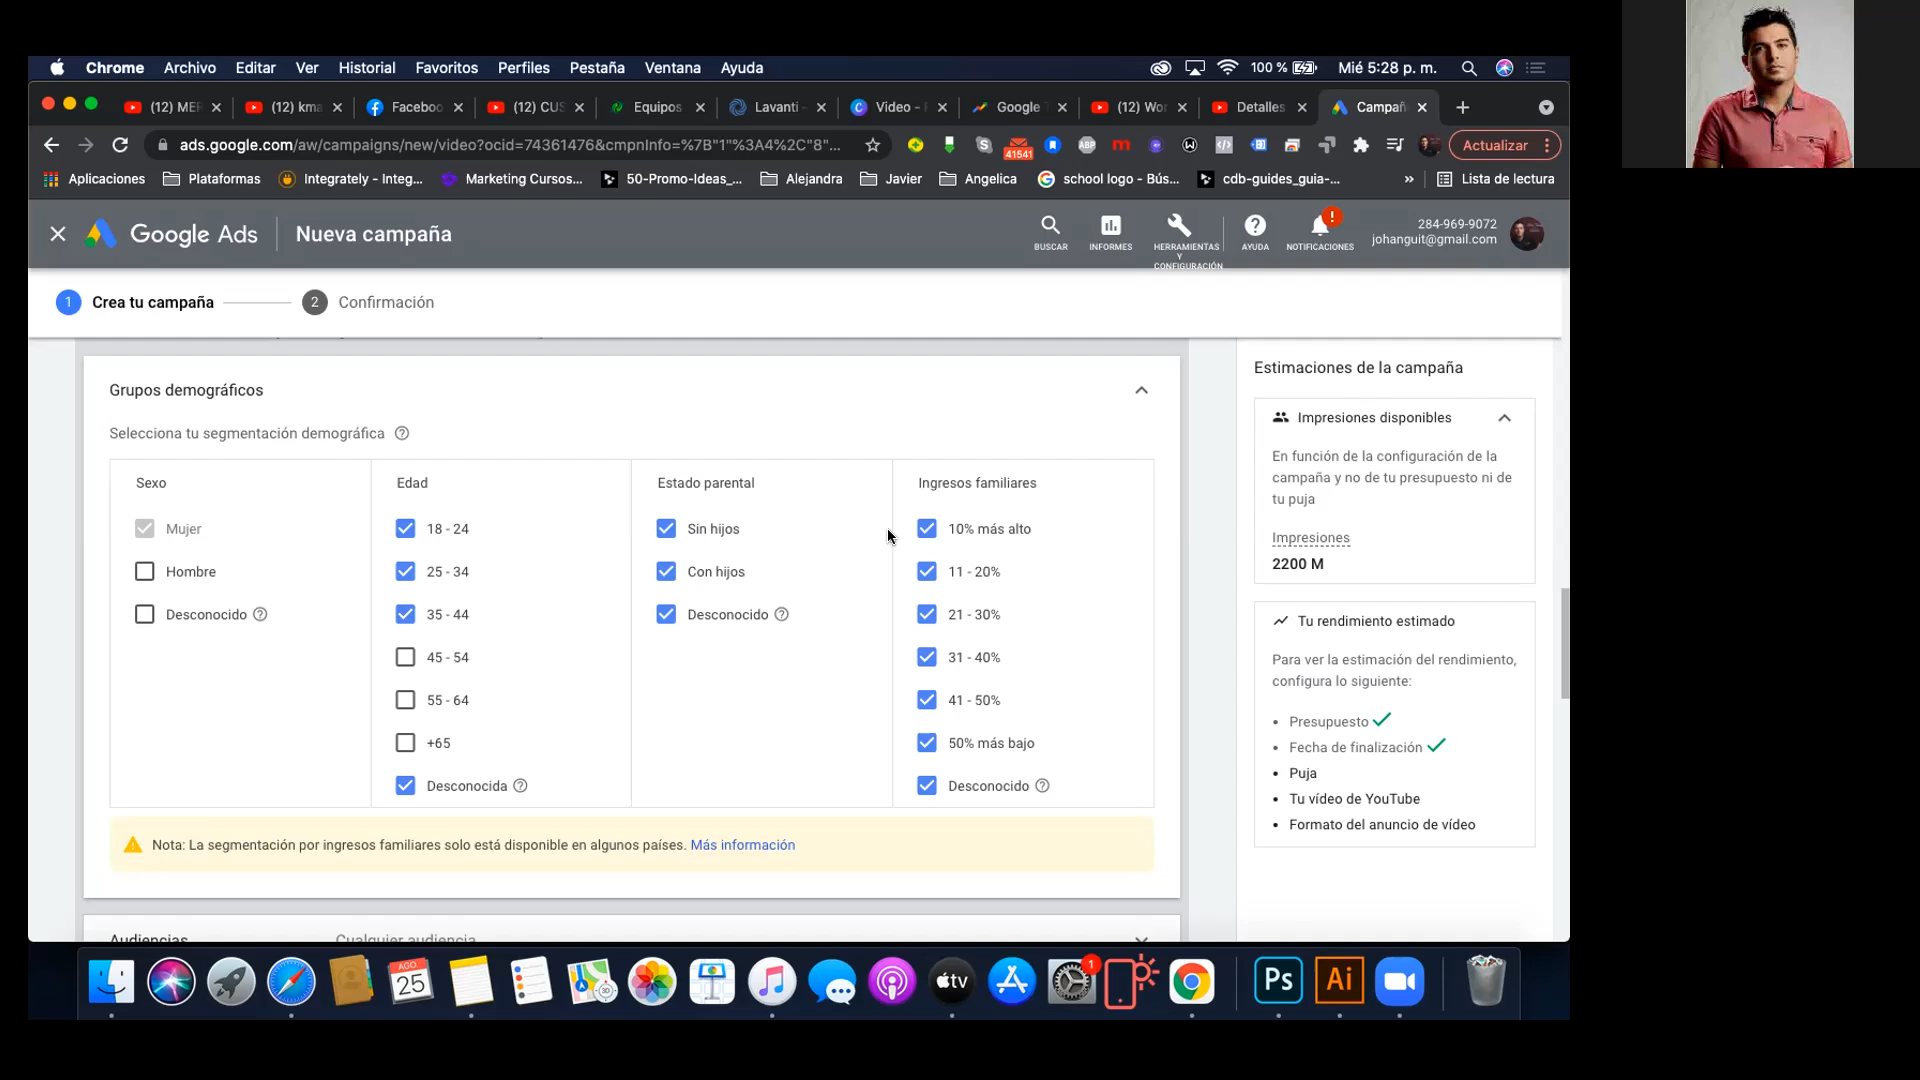 Chrome Archivo Editar Ver Historial Favoritos Perfiles Pestaña Ventana Ayuda 100 % Mié 5:28 p. m.
(12) MER (12) kma Faceboo (12) CUS Equipos Lavanti - Video - Google T (12) Wor Detalles Campañ
ads.google.com/aw/campaigns/new/video?ocid=74361476&cmpnInfo=%7B"1"%3A4%2C"8"... 41541 ABP Actualizar
Aplicaciones Plataformas Integrately - Integ... Marketing Cursos... 50-Promo-Ideas_... Alejandra Javier Angelica school logo - Bús... cdb-guides_guia-... » Lista de lectura
Google Ads Nueva campaña
BUSCAR INFORMES HERRAMIENTAS Y CONFIGURACIÓN AYUDA NOTIFICACIONES
284-969-9072
johanguit@gmail.com
1 Crea tu campaña 2 Confirmación
Grupos demográficos
Selecciona tu segmentación demográfica
Sexo Edad Estado parental Ingresos familiares
Mujer 18 - 24 Sin hijos 10% más alto
Hombre 25 - 34 Con hijos 11 - 20%
Desconocido 35 - 44 Desconocido 21 - 30%
45 - 54 31 - 40%
55 - 64 41 - 50%
+65 50% más bajo
Desconocida Desconocido
Nota: La segmentación por ingresos familiares solo está disponible en algunos países. Más información
Audiencias Cualquier audiencia
Estimaciones de la campaña
Impresiones disponibles
En función de la configuración de la
campaña y no de tu presupuesto ni de
tu puja
Impresiones
2200 M
Tu rendimiento estimado
Para ver la estimación del rendimiento,
configura lo siguiente:
• Presupuesto
• Fecha de finalización
• Puja
• Tu vídeo de YouTube
• Formato del anuncio de vídeo
AGO
25
tv
1
Ps
Ai